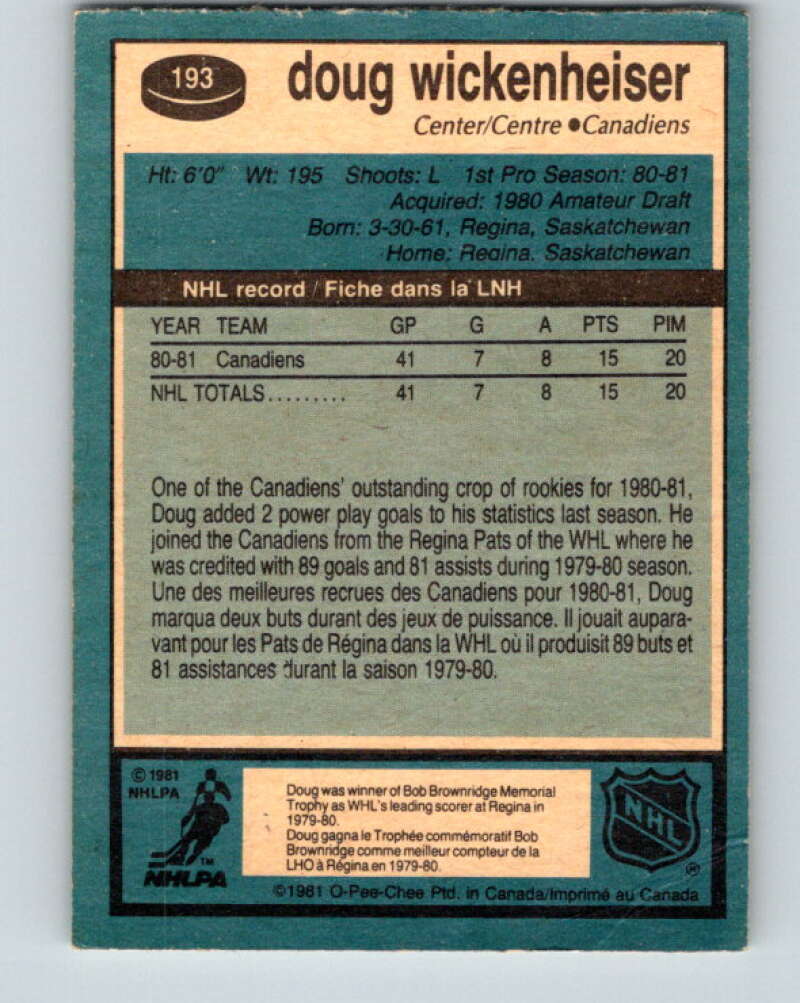 193
doug wickenheiser
Center/Centre ●Canadiens
Ht: 6'0" Wt: 195 Shoots: L 1st Pro Season: 80-81
Acquired: 1980 Amateur Draft
Born: 3-30-61, Regina, Saskatchewan
Home: Regina, Saskatchewan
NHL record / Fiche dans la LNH
YEAR TEAM GP G A PTS PIM
80-81 Canadiens 41 7 8 15 20
NHL TOTALS......... 41 7 8 15 20
One of the Canadiens' outstanding crop of rookies for 1980-81,
Doug added 2 power play goals to his statistics last season. He
joined the Canadiens from the Regina Pats of the WHL where he
was credited with 89 goals and 81 assists during 1979-80 season.
Une des meilleures recrues des Canadiens pour 1980-81, Doug
marqua deux buts durant des jeux de puissance. Il jouait aupara-
vant pour les Pats de Régina dans la WHL où il produisit 89 buts et
81 assistances durant la saison 1979-80.
© 1981
NHLPA
TM
NHLPA
Doug was winner of Bob Brownridge Memorial
Trophy as WHL's leading scorer at Regina in
1979-80.
Doug gagna le Trophée commémoratif Bob
Brownridge comme meilleur compteur de la
LHO à Régina en 1979-80.
NHL
®
©1981 O-Pee-Chee Ptd. in Canada/Imprimé au Canada